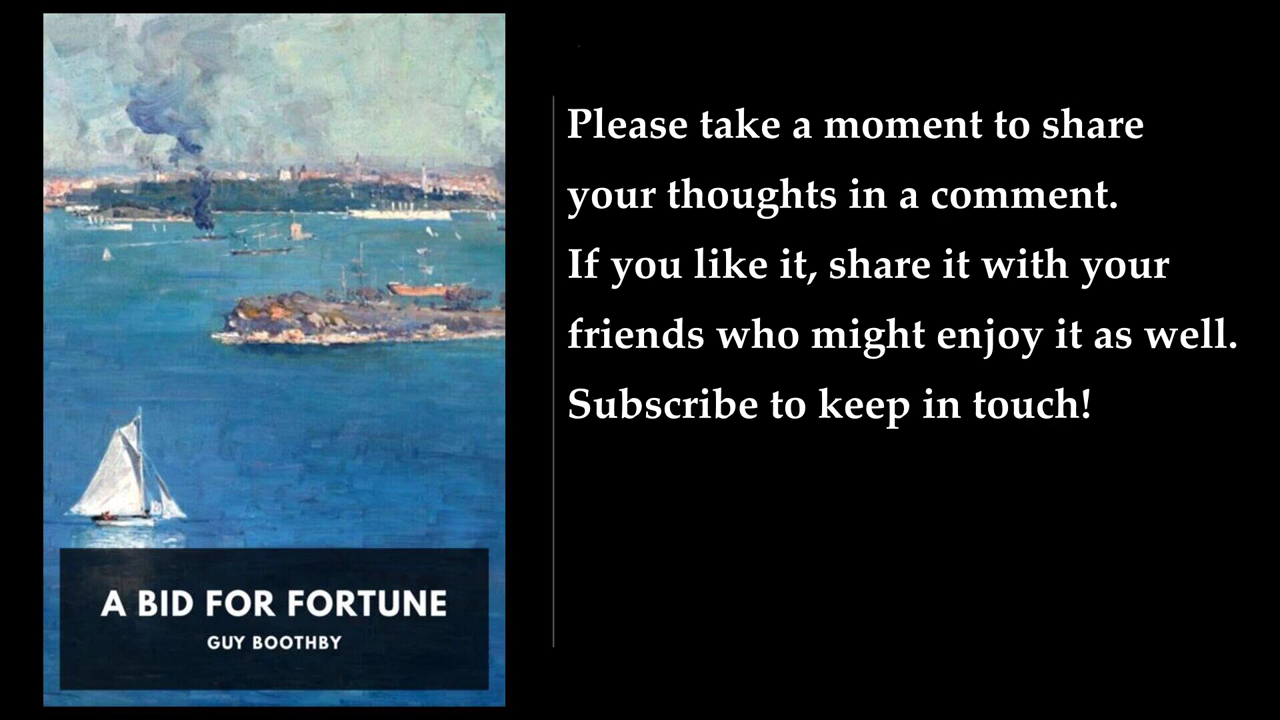 A BID FOR FORTUNE
GUY BOOTHBY
Please take a moment to share
your thoughts in a comment.
If you like it, share it with your
friends who might enjoy it as well.
Subscribe to keep in touch!